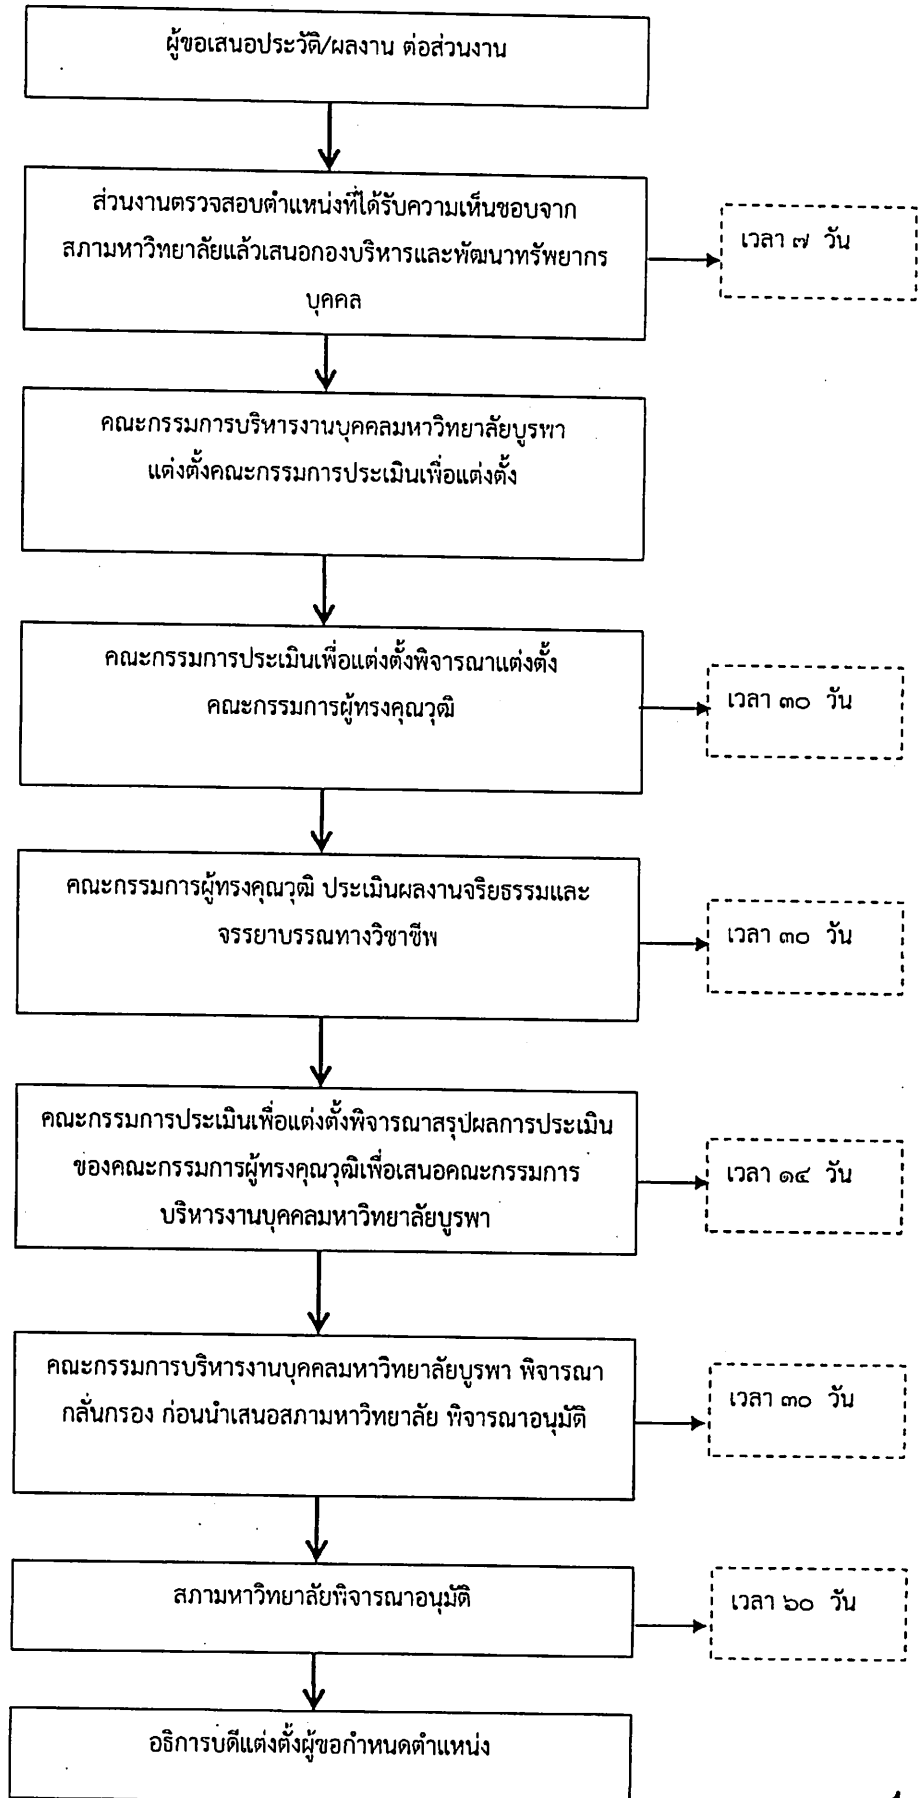 ผู้ขอเสนอประวัติ/ผลงาน ต่อส่วนงาน
ส่วนงานตรวจสอบตำแหน่งที่ได้รับความเห็นชอบจาก
สภามหาวิทยาลัยแล้วเสนอกองบริหารและพัฒนาทรัพยากร
บุคคล
เวลา ๗ วัน
คณะกรรมการบริหารงานบุคคลมหาวิทยาลัยบูรพา
แต่งตั้งคณะกรรมการประเมินเพื่อแต่งตั้ง
คณะกรรมการประเมินเพื่อแต่งตั้งพิจารณาแต่งตั้ง
คณะกรรมการผู้ทรงคุณวุฒิ
เวลา ๓๐ วัน
คณะกรรมการผู้ทรงคุณวุฒิ ประเมินผลงานจริยธรรมและ
จรรยาบรรณทางวิชาชีพ
เวลา ๓๐ วัน
คณะกรรมการประเมินเพื่อแต่งตั้งพิจารณาสรุปผลการประเมิน
ของคณะกรรมการผู้ทรงคุณวุฒิเพื่อเสนอคณะกรรมการ
บริหารงานบุคคลมหาวิทยาลัยบูรพา
เวลา ๑๔ วัน
คณะกรรมการบริหารงานบุคคลมหาวิทยาลัยบูรพา พิจารณา
กลั่นกรอง ก่อนนำเสนอสภามหาวิทยาลัย พิจารณาอนุมัติ
เวลา ๓๐ วัน
สภามหาวิทยาลัยพิจารณาอนุมัติ
เวลา ๖๐ วัน
อธิการบดีแต่งตั้งผู้ขอกำหนดตำแหน่ง